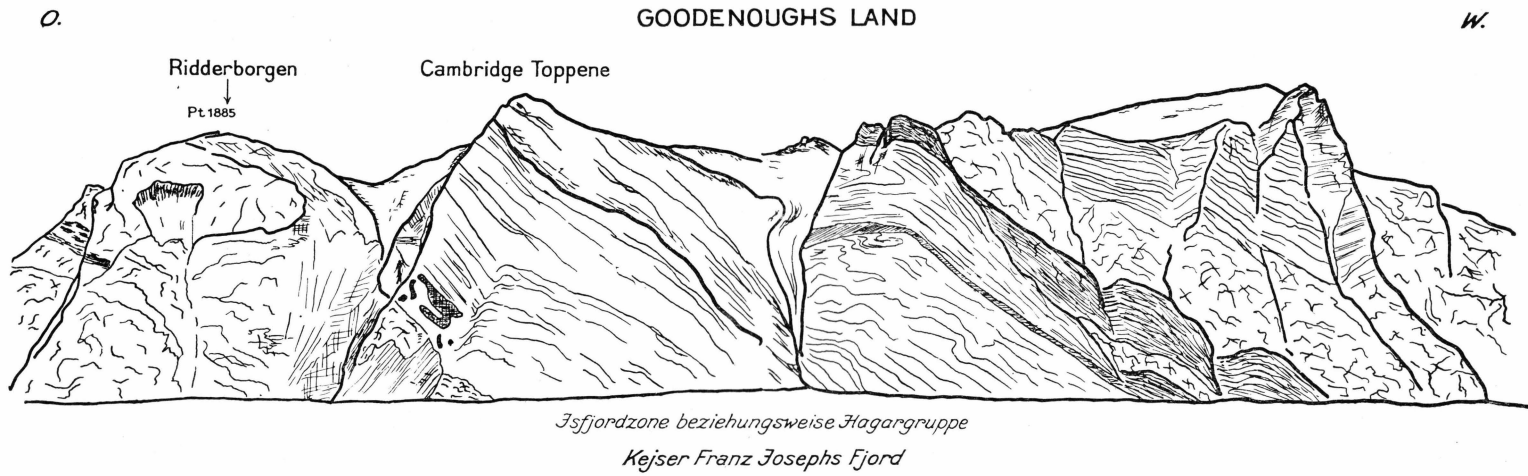 O.
GOODENOUGHS LAND
W.
Ridderborgen
Cambridge Toppene
Pt.1885
Isfjordzone beziehungsweise Hagargruppe
Kejser Franz Josephs Fjord